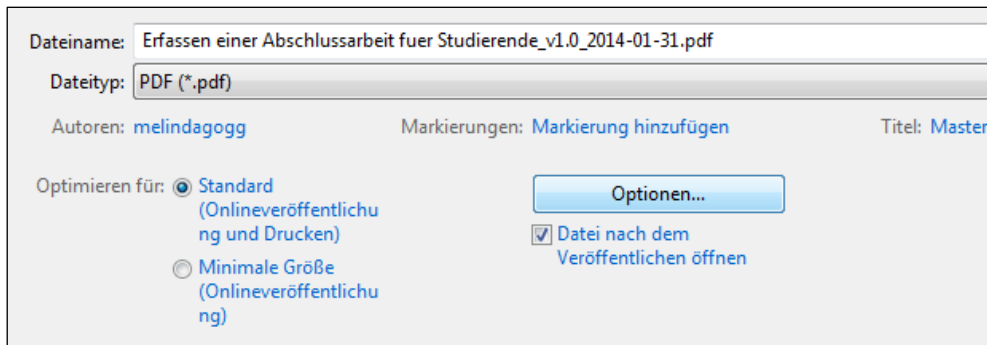 Dateiname: Erfassen einer Abschlussarbeit fuer Studierende_v1.0_2014-01-31.pdf
Dateityp: PDF (*.pdf)
Autoren: melindagogg Markierungen: Markierung hinzufügen Titel: Master
Optimieren für: Standard
(Onlineveröffentlichu
ng und Drucken)
Minimale Größe
(Onlineveröffentlichu
ng)
Optionen...
Datei nach dem
Veröffentlichen öffnen